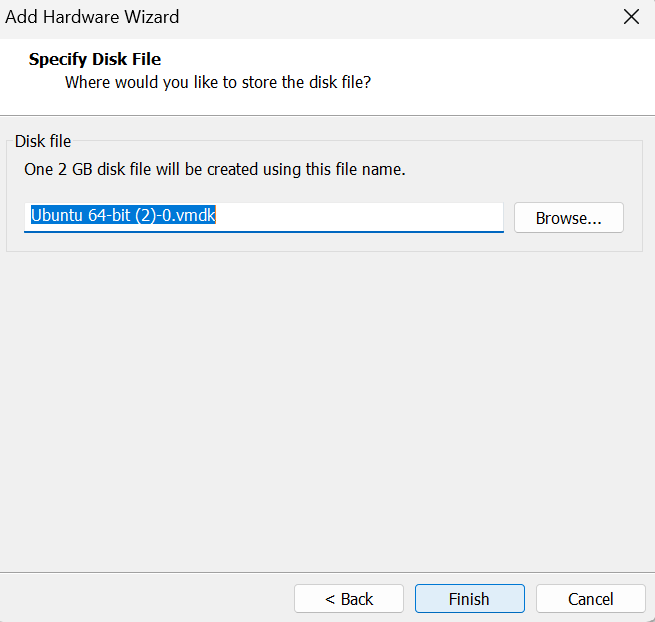 Add Hardware Wizard
Specify Disk File
Where would you like to store the disk file?
Disk file
One 2 GB disk file will be created using this file name.
Ubuntu 64-bit (2)-0.vmdk
Browse...
< Back
Finish
Cancel